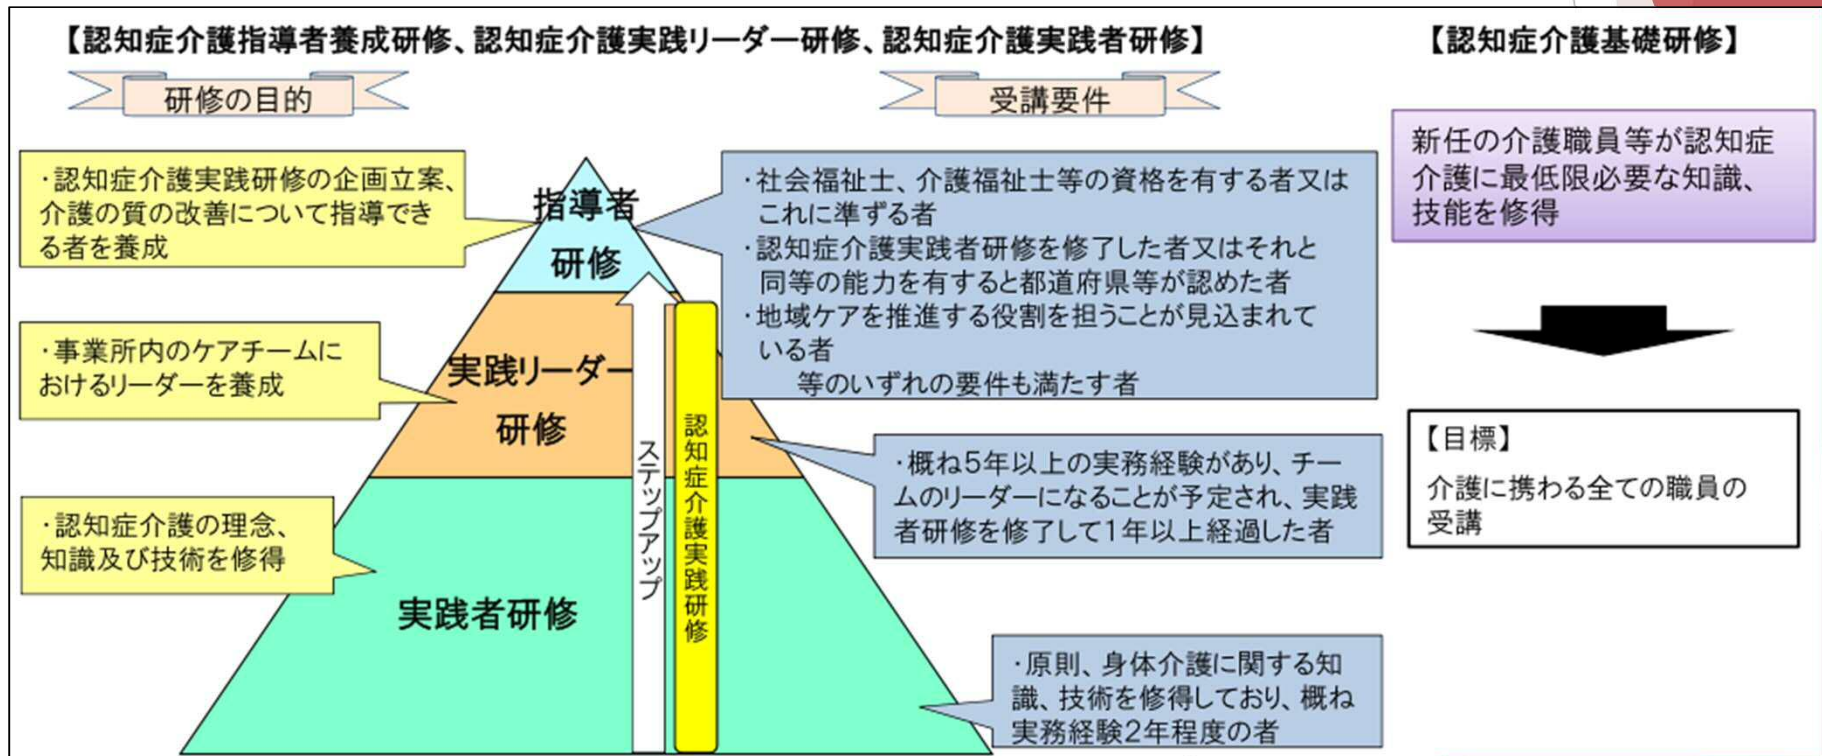 【認知症介護指導者養成研修、認知症介護実践リーダー研修、認知症介護実践者研修】
研修の目的
受講要件
・認知症介護実践研修の企画立案、
介護の質の改善について指導でき
る者を養成
・事業所内のケアチームに
おけるリーダーを養成
・認知症介護の理念、
知識及び技術を修得
指導者
研修
実践リーダー
研修
実践者研修
ステップアップ
認知症介護実践研修
・社会福祉士、介護福祉士等の資格を有する者又は
これに準ずる者
・認知症介護実践者研修を修了した者又はそれと
同等の能力を有すると都道府県等が認めた者
・地域ケアを推進する役割を担うことが見込まれて
いる者
等のいずれの要件も満たす者
・概ね5年以上の実務経験があり、チー
ムのリーダーになることが予定され、実践
者研修を修了して1年以上経過した者
・原則、身体介護に関する知
識、技術を修得しており、概ね
実務経験2年程度の者
【認知症介護基礎研修】
新任の介護職員等が認知症
介護に最低限必要な知識、
技能を修得
【目標】
介護に携わる全ての職員の
受講